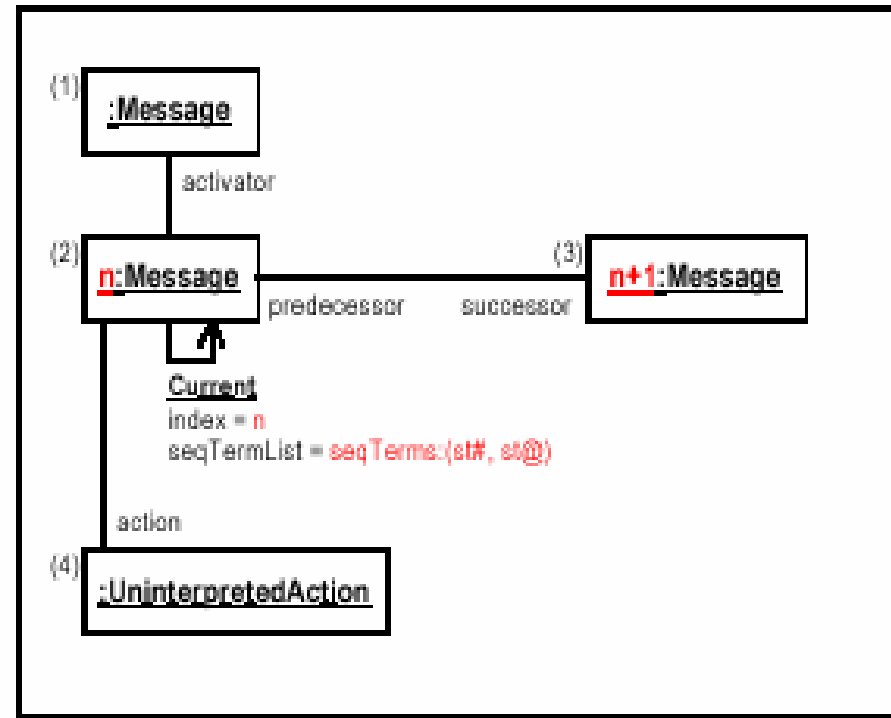 (1)
:Message
activator
(2)
n:Message
(3)
n+1:Message
predecessor
successor
Current
index = n
seqTermList = seqTerms:(st#, st@)
action
(4)
:UninterpretedAction